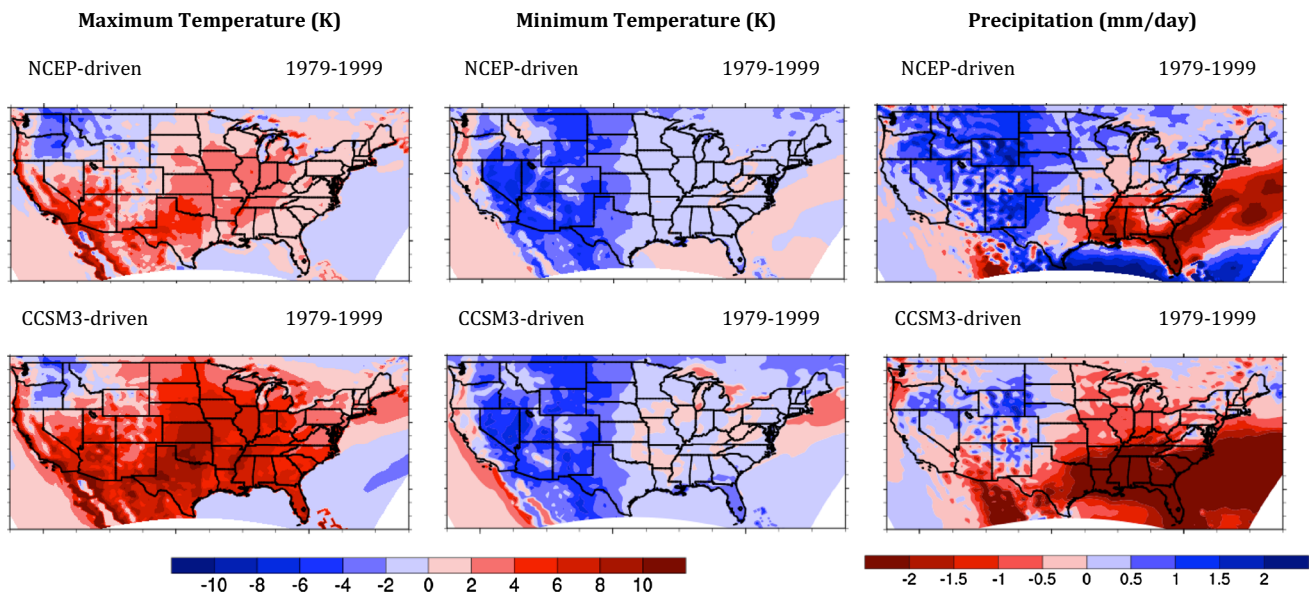 Maximum Temperature (K) Minimum Temperature (K) Precipitation (mm/day)
NCEP-driven 1979-1999 NCEP-driven 1979-1999 NCEP-driven 1979-1999
CCSM3-driven 1979-1999 CCSM3-driven 1979-1999 CCSM3-driven 1979-1999
-10 -8 -6 -4 -2 0 2 4 6 8 10 -2 -1.5 -1 -0.5 0 0.5 1 1.5 2